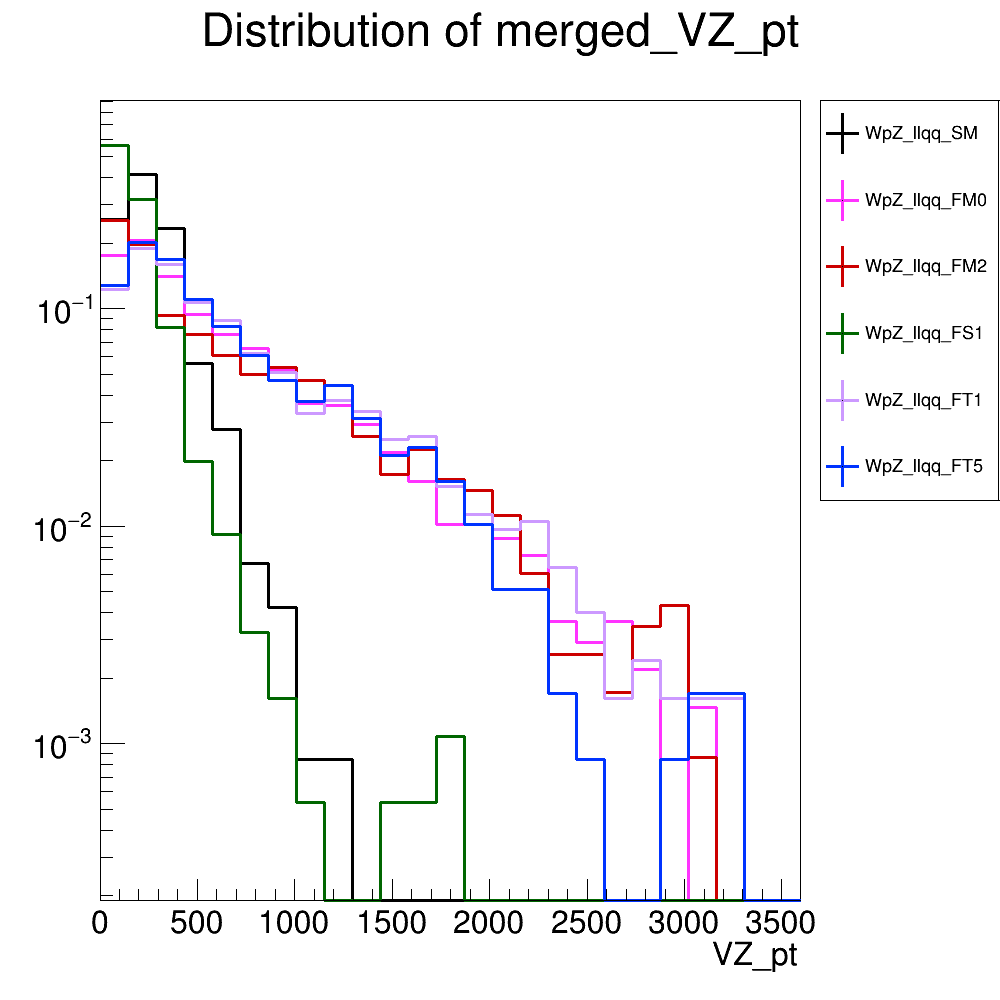 Distribution of merged_VZ_pt
WpZ_llqq_SM
WpZ_llqq_FM0
WpZ_llqq_FM2
WpZ_llqq_FS1
WpZ_llqq_FT1
WpZ_llqq_FT5
10−1
10−2
10−3
0 500 1000 1500 2000 2500 3000 3500
VZ_pt